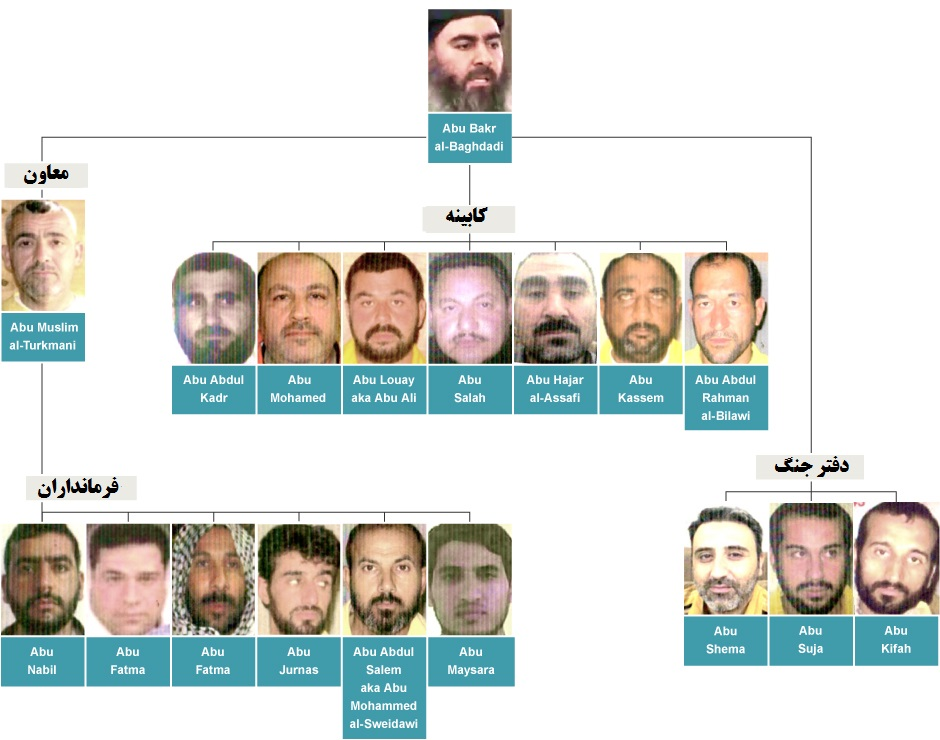 Abu Bakr
al-Baghdadi
معاون
Abu Muslim
al-Turkmani
کابینه
Abu Abdul
Kadr
Abu
Mohamed
Abu Louay
aka Abu Ali
Abu
Salah
Abu Hajar
al-Assafi
Abu
Kassem
Abu Abdul
Rahman
al-Bilawi
فرمانداران
Abu
Nabil
Abu
Fatma
Abu
Fatma
Abu
Jurnas
Abu Abdul
Salem
aka Abu
Mohammed
al-Sweidawi
Abu
Maysara
دفتر جنگ
Abu
Shema
Abu
Suja
Abu
Kifah